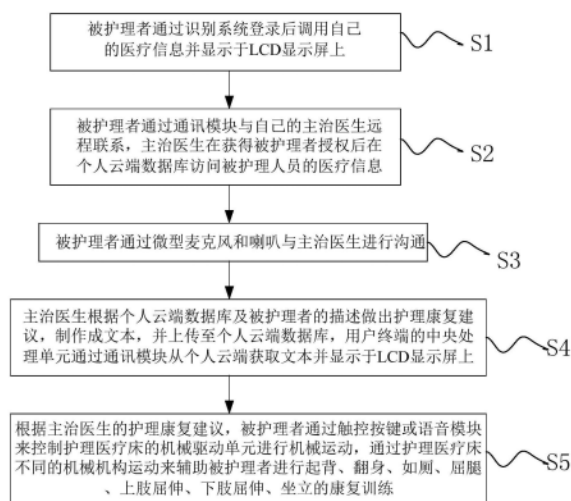 被护理者通过识别系统登录后调用自己
的医疗信息并显示于LCD显示屏上
S1
被护理者通过通讯模块与自己的主治医生远
程联系，主治医生在获得被护理者授权后在
个人云端数据库访问被护理人员的医疗信息
S2
被护理者通过微型麦克风和喇叭与主治医生进行沟通
S3
主治医生根据个人云端数据库及被护理者的描述做出护理康复建
议，制作成文本，并上传至个人云端数据库，用户终端的中央处
理单元通过通讯模块从个人云端获取文本并显示于LCD显示屏上
S4
根据主治医生的护理康复建议，被护理者通过触控按键或语音模块
来控制护理医疗床的机械驱动单元进行机械运动，通过护理医疗床
不同的机械机构运动来辅助被护理者进行起背、翻身、如厕、屈腿
、上肢屈伸、下肢屈伸、坐立的康复训练
S5